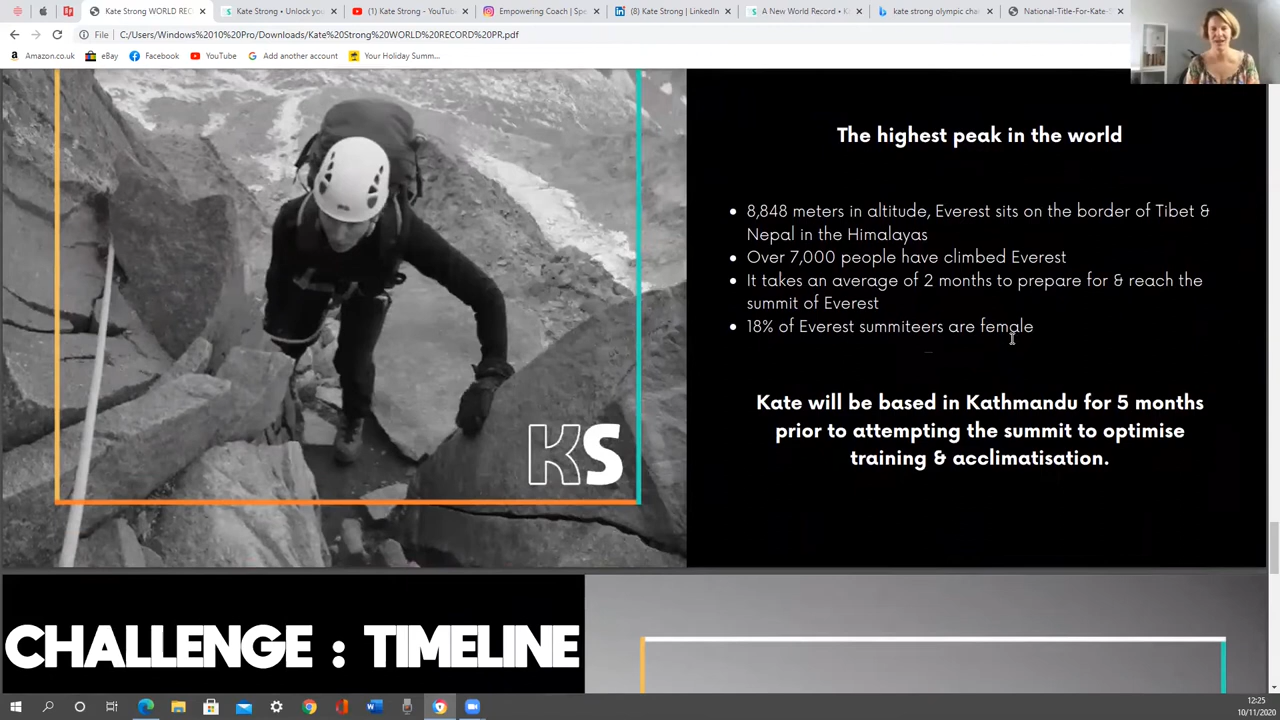 Kate Strong WORLD REC
Kate Strong • Unlock you
(1) Kate Strong - YouTube
Empowering Coach | Spe
(8) Kate Strong | LinkedIn
A New World Record • K
kate strong olympic cha
National-Title-For-Kate-
File
C:/Users/Windows%2010%20Pro/Downloads/Kate%20Strong%20WORLD%20RECORD%20PR.pdf
Amazon.co.uk
eBay
Facebook
YouTube
Add another account
Your Holiday Summ...
The highest peak in the world
8,848 meters in altitude, Everest sits on the border of Tibet &
Nepal in the Himalayas
Over 7,000 people have climbed Everest
It takes an average of 2 months to prepare for & reach the
summit of Everest
18% of Everest summiteers are female
Kate will be based in Kathmandu for 5 months
prior to attempting the summit to optimise
training & acclimatisation.
KS
CHALLENGE : TIMELINE
12:25
10/11/2020